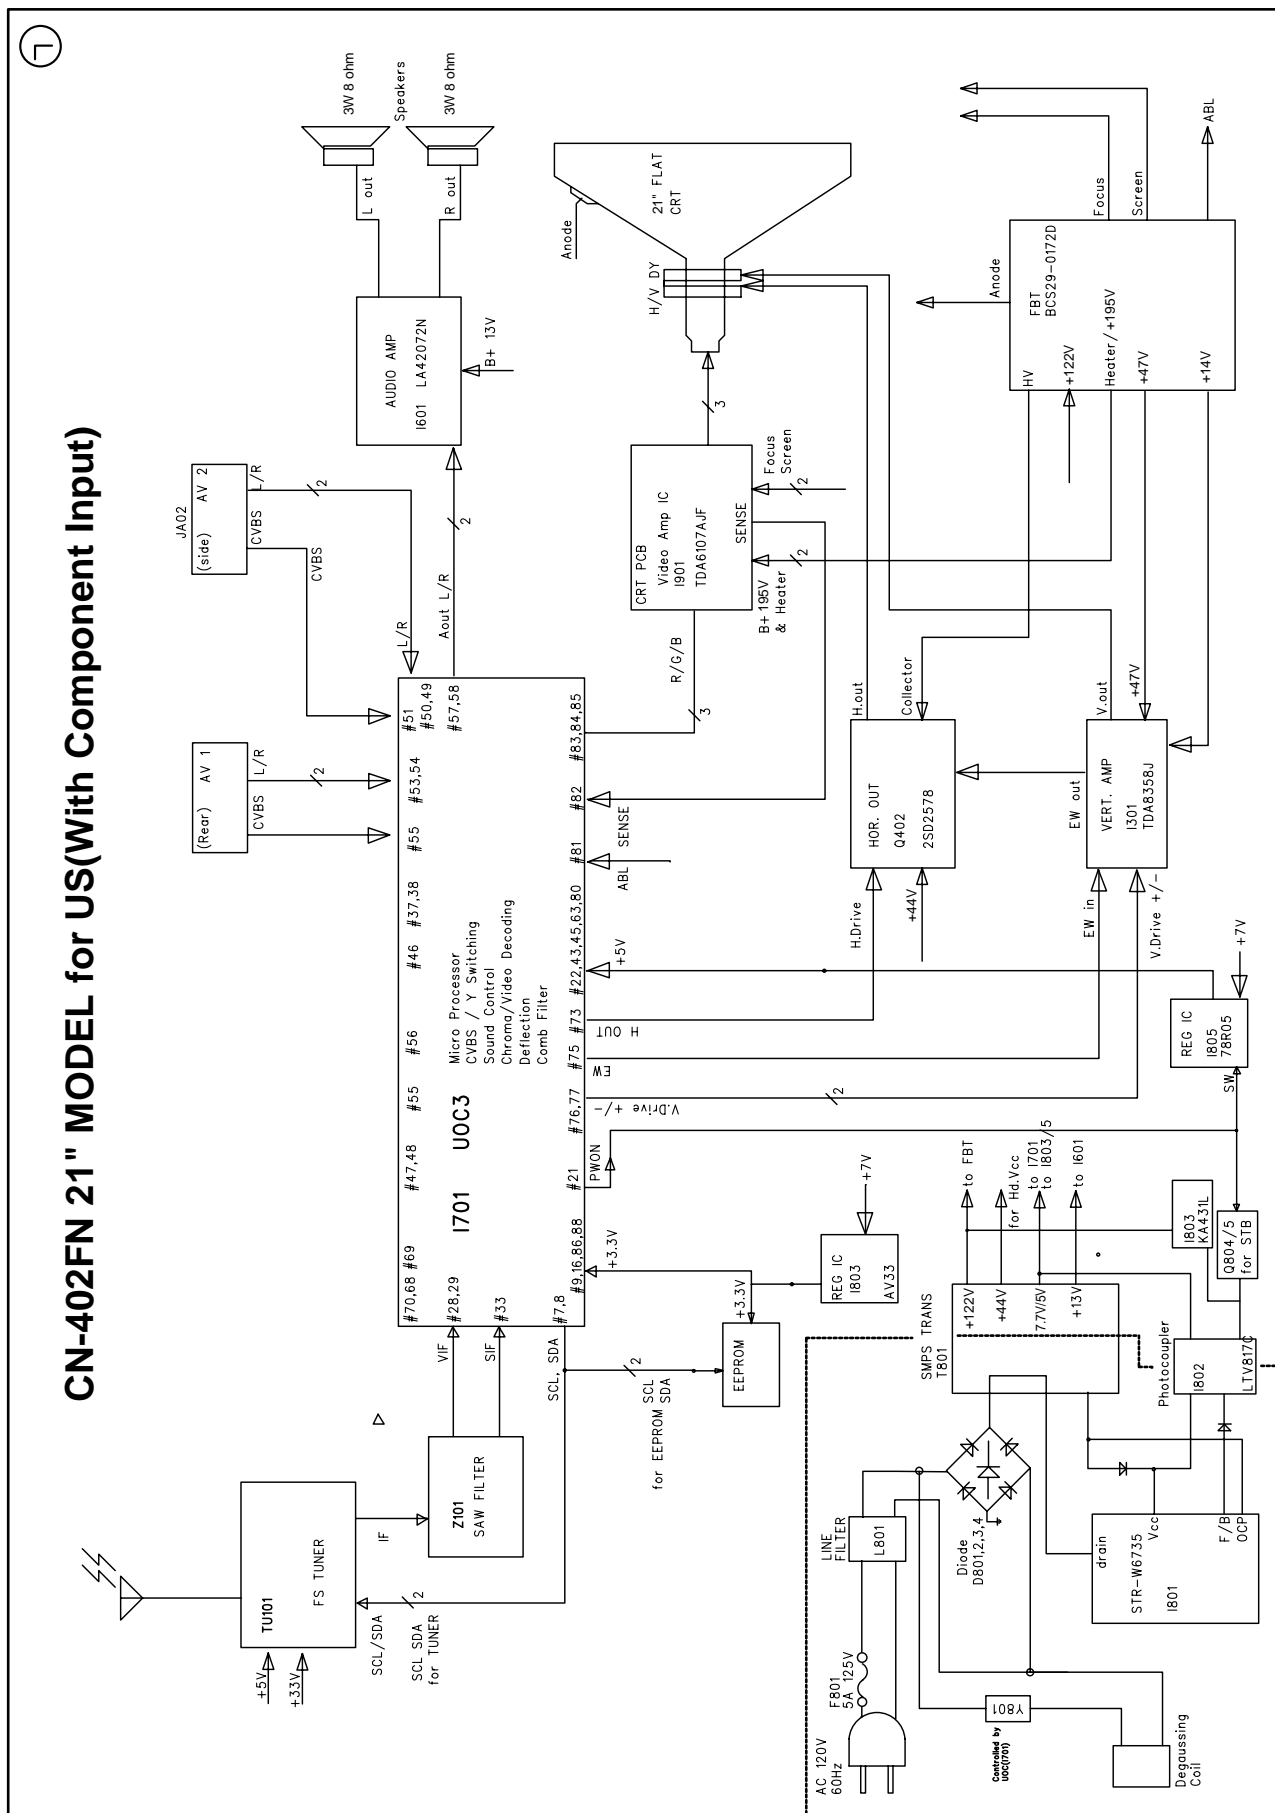 L
CN-402FN 21" MODEL for US(With Component Input)
TU101
FS TUNER
+5V
+33V
SCL/SDA
2
SCL SDA
for TUNER
IF
Z101
SAW FILTER
VIF
SIF
SCL, SDA
2
SCL
for EEPROM SDA
EEPROM
+3.3V
+3.3V
REG IC
I803
AV33
+7V
(Rear) AV 1
CVBS
L/R
2
JA02
(side) AV 2
CVBS
L/R
CVBS
2
L/R
#70,68
#69
#47,48
#55
#56
#46
#37,38
#55
#53,54
#51
#50,49
#57,58
#28,29
#33
#7,8
#9,16,86,88
#21
#76,77
#75
#73
#22,43,45,63,80
#81
#82
#83,84,85
I701 UOC3
Micro Processor
CVBS / Y Switching
Sound Control
Chroma/Video Decoding
Deflection
Comb Filter
PWON
V.Drive +/-
EW
H OUT
+5V
ABL
SENSE
R/G/B
3
2
Aout L/R
2
AUDIO AMP
I601 LA42072N
B+ 13V
L out
R out
3W 8 ohm
Speakers
3W 8 ohm
CRT PCB
Video Amp IC
I901
TDA6107AJF
SENSE
B+ 195V
& Heater
2
Focus
Screen
2
3
H/V DY
Anode
21" FLAT
CRT
HOR. OUT
Q402
2SD2578
H.Drive
+44V
H.out
Collector
EW out
VERT. AMP
I301
TDA8358J
EW in
V.Drive +/-
V.out
+47V
FBT
BCS29-0172D
HV
+122V
Heater/+195V
+47V
+14V
Anode
Focus
Screen
ABL
REG IC
I805
78R05
SW
+7V
AC 120V
60Hz
F801
5A 125V
LINE
FILTER
L801
Diode
D801,2,3,4
Controlled by
UOC(I701)
Y801
Degaussing
Coil
SMPS TRANS
T801
+122V
+44V
7.7V/5V
+13V
to FBT
for Hd.Vcc
to I701
to I803/5
to I601
I803
KA431L
Q804/5
for STB
Photocoupler
I802
LTV817C
drain
STR-W6735
Vcc
I801
F/B
OCP